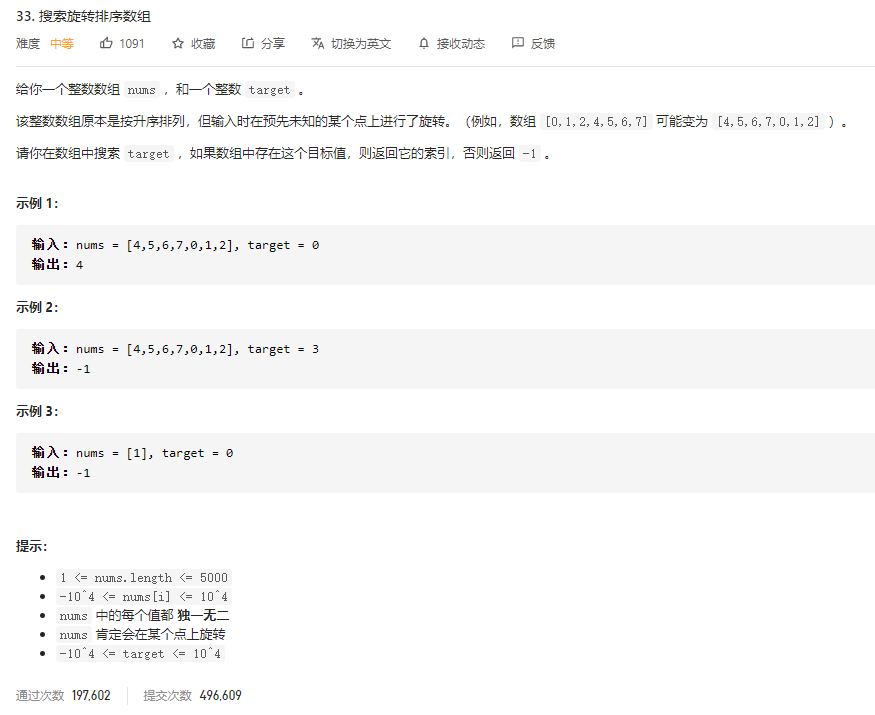 33. 搜索旋转排序数组
难度 中等 1091 收藏 分享 切换为英文 接收动态 反馈
给你一个整数数组 nums ，和一个整数 target 。
该整数数组原本是按升序排列，但输入时在预先未知的某个点上进行了旋转。（例如，数组 [0,1,2,4,5,6,7] 可能变为 [4,5,6,7,0,1,2] ）。
请你在数组中搜索 target ，如果数组中存在这个目标值，则返回它的索引，否则返回 -1 。
示例 1：
输入：nums = [4,5,6,7,0,1,2], target = 0
输出：4
示例 2：
输入：nums = [4,5,6,7,0,1,2], target = 3
输出：-1
示例 3：
输入：nums = [1], target = 0
输出：-1
提示：
1 <= nums.length <= 5000
-10^4 <= nums[i] <= 10^4
nums 中的每个值都 独一无二
nums 肯定会在某个点上旋转
-10^4 <= target <= 10^4
通过次数 197,602 提交次数 496,609